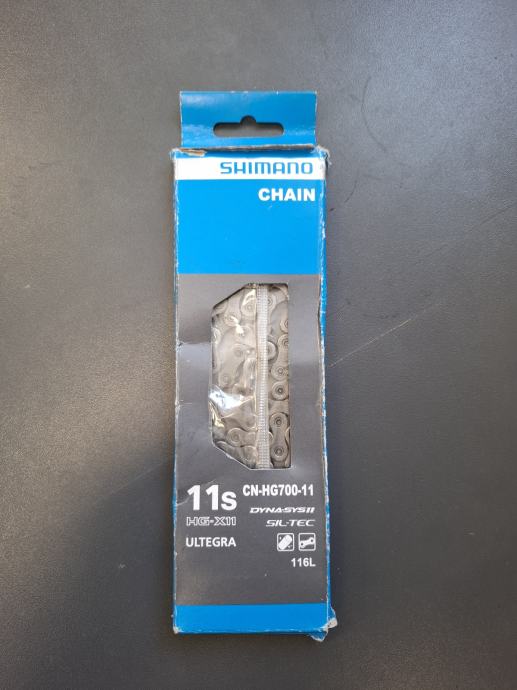 SHIMANO
CHAIN
11s CN-HG700-11
HG-X11 DYNA-SYS11
SIL-TEC
ULTEGRA
116L